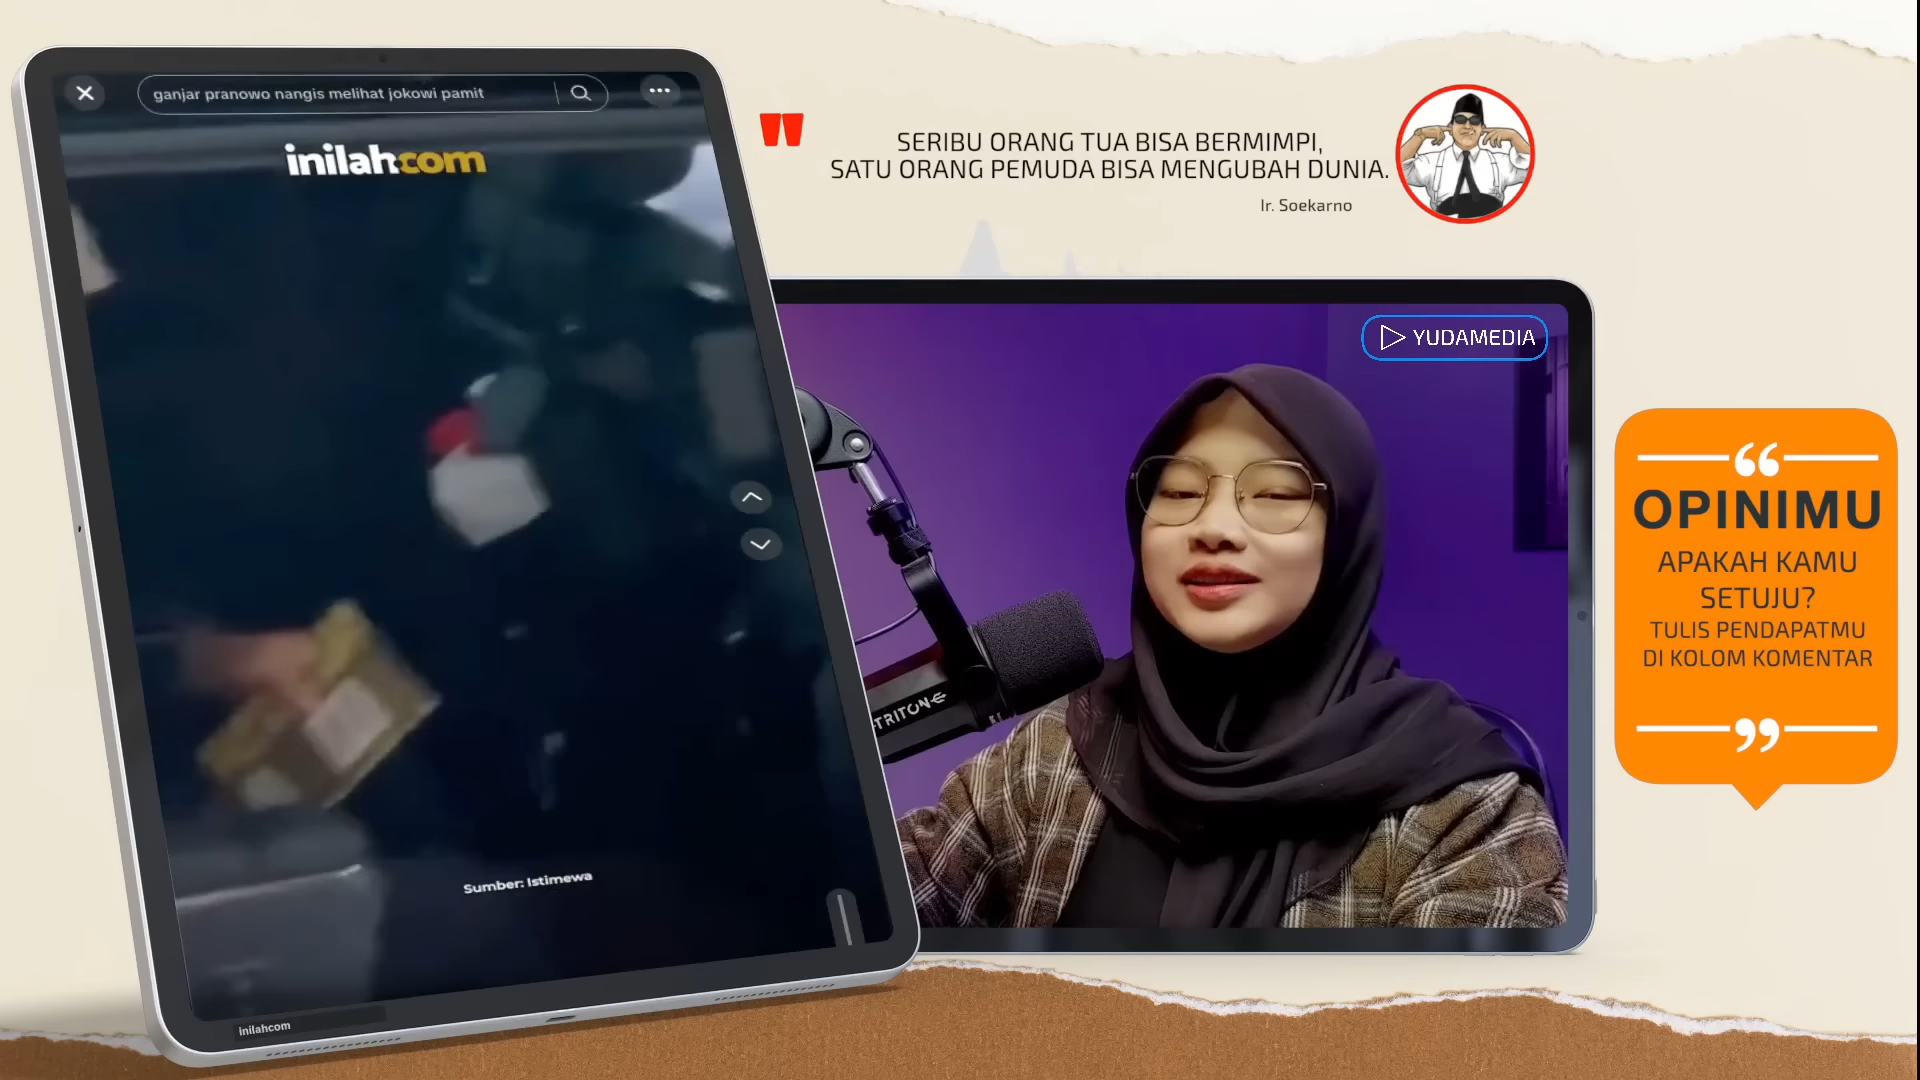 ganjar pranowo nangis melihat jokowi pamit
inilah.com
Sumber: Istimewa
inilahcom
"
SERIBU ORANG TUA BISA BERMIMPI,
SATU ORANG PEMUDA BISA MENGUBAH DUNIA.
Ir. Soekarno
YUDAMEDIA
TRITON
“
OPINIMU
APAKAH KAMU
SETUJU?
TULIS PENDAPATMU
DI KOLOM KOMENTAR
”